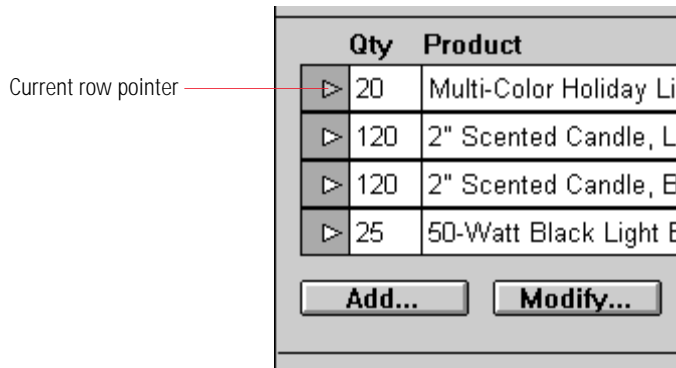 Qty Product
Current row pointer
20 Multi-Color Holiday Li
120 2" Scented Candle, L
120 2" Scented Candle, B
25 50-Watt Black Light B
Add... Modify...